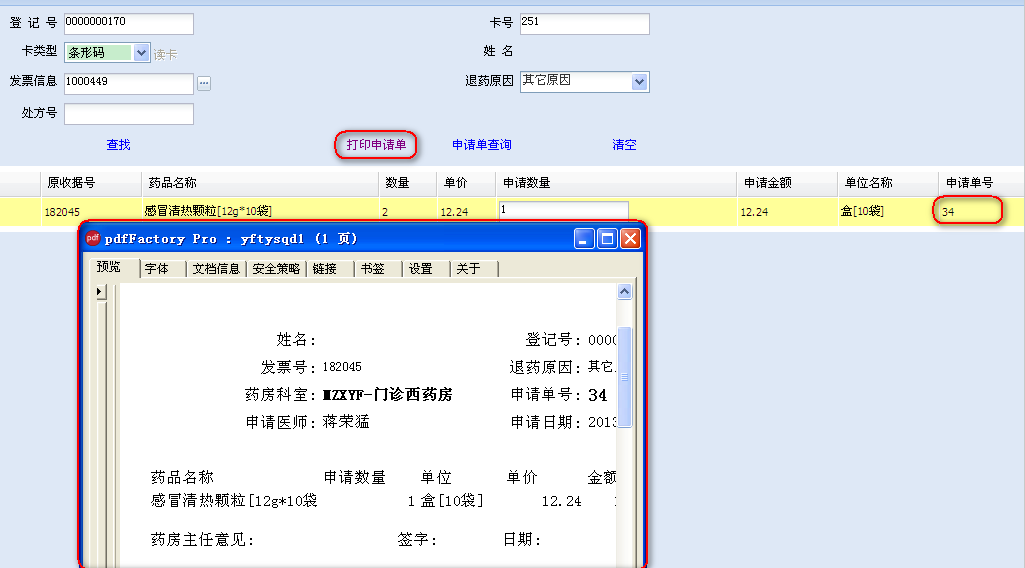 登 记 号 0000000170 卡号 251
卡类型 条形码 读卡 姓 名
发票信息 1000449 ... 退药原因 其它原因
处方号
查找 打印申请单 申请单查询 清空
原收据号 药品名称 数量 单价 申请数量 申请金额 单位名称 申请单号
182045 感冒清热颗粒[12g*10袋] 2 12.24 1 12.24 盒[10袋] 34
pdf pdfFactory Pro : yftysqd1 (1 页)
预览 字体 文档信息 安全策略 链接 书签 设置 关于
姓名: 登记号: 0000
发票号: 182045 退药原因: 其它
药房科室: MZXYF-门诊西药房 申请单号: 34
申请医师: 蒋荣猛 申请日期: 2013
药品名称 申请数量 单位 单价 金额
感冒清热颗粒[12g*10袋 1 盒[10袋] 12.24
药房主任意见: 签字: 日期: